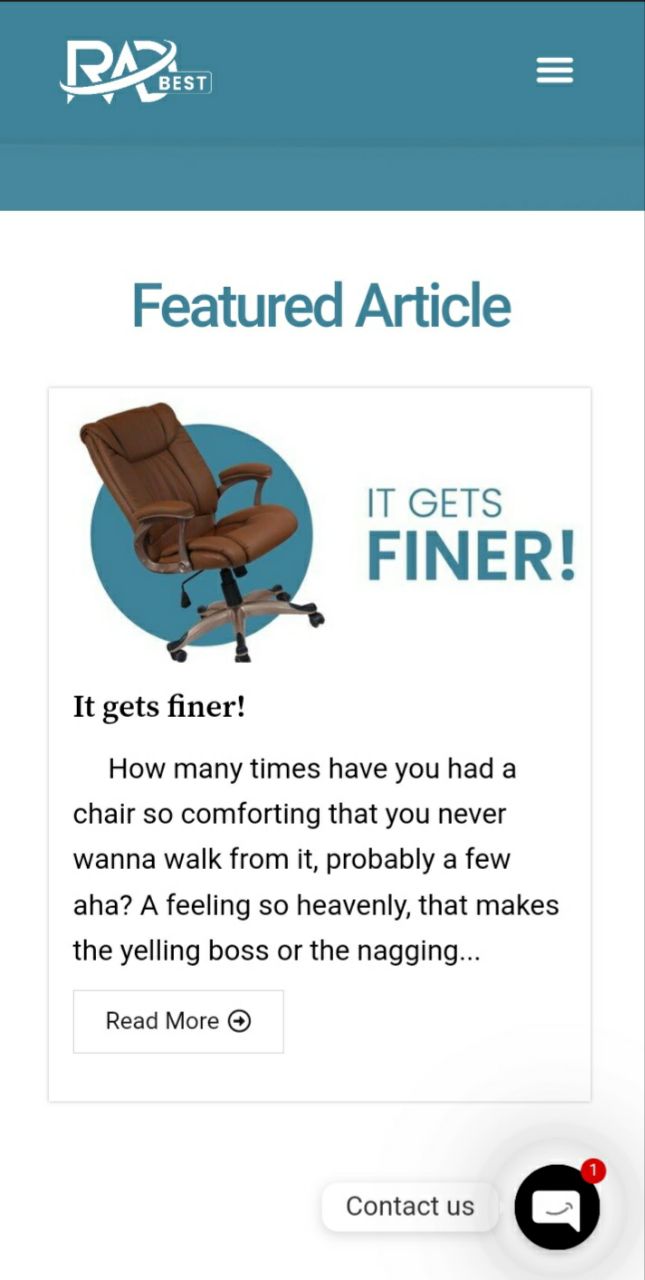 RAD BEST
Featured Article
IT GETS
FINER!
It gets finer!
How many times have you had a
chair so comforting that you never
wanna walk from it, probably a few
aha? A feeling so heavenly, that makes
the yelling boss or the nagging...
Read More
1
Contact us